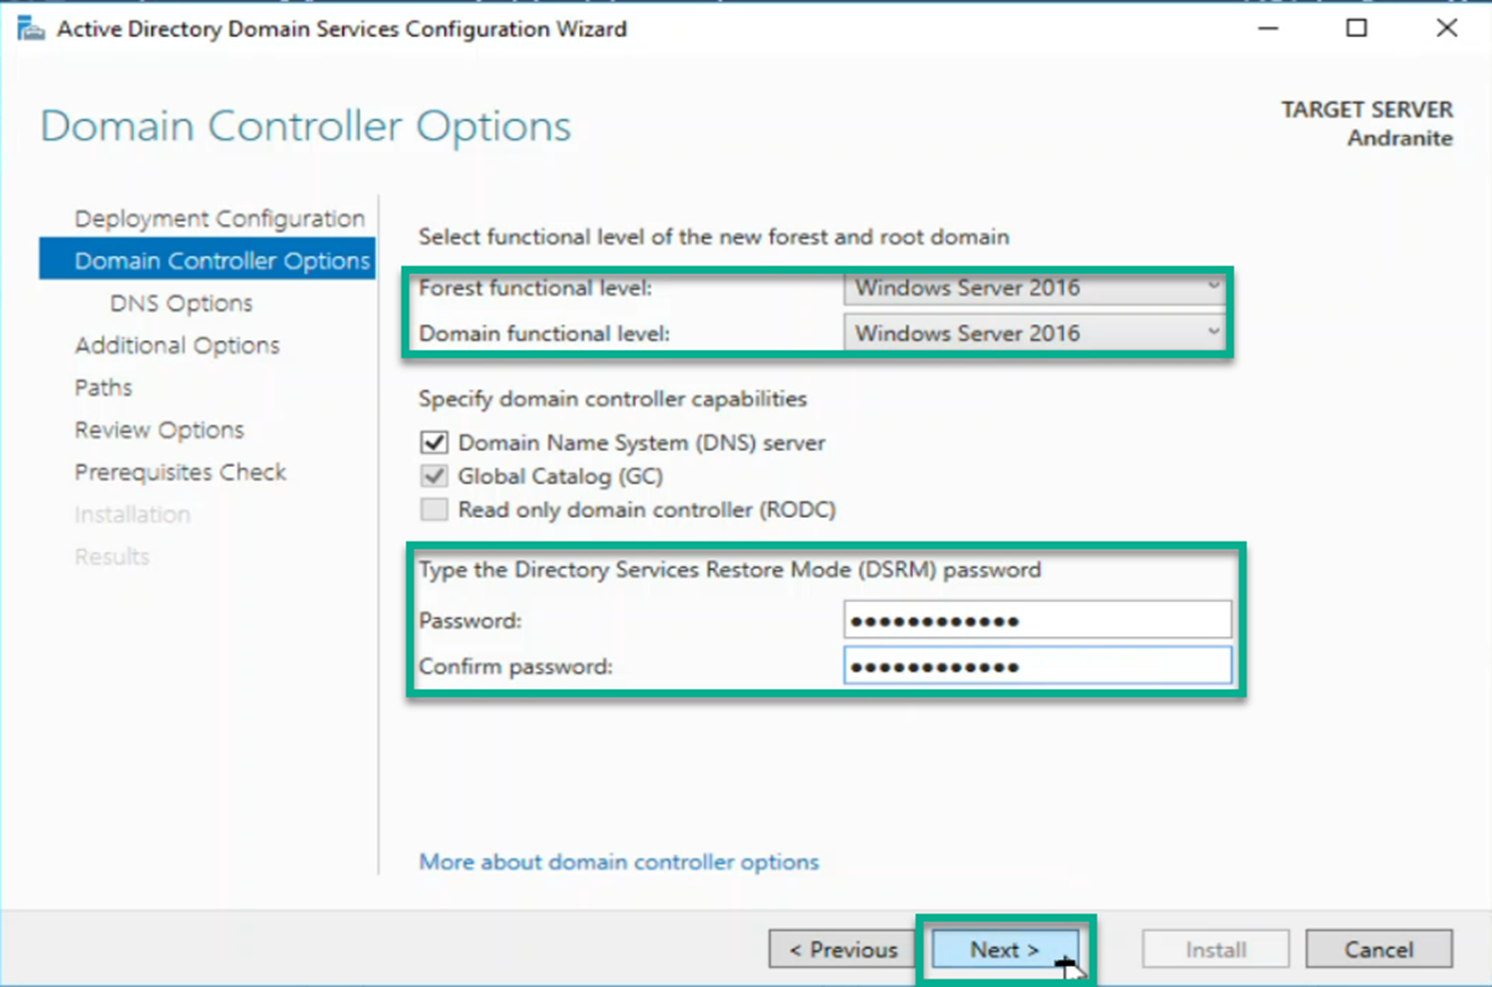 Active Directory Domain Services Configuration Wizard
Domain Controller Options
TARGET SERVER
Andranite
Deployment Configuration
Domain Controller Options
DNS Options
Additional Options
Paths
Review Options
Prerequisites Check
Installation
Results
Select functional level of the new forest and root domain
Forest functional level: Windows Server 2016
Domain functional level: Windows Server 2016
Specify domain controller capabilities
Domain Name System (DNS) server
Global Catalog (GC)
Read only domain controller (RODC)
Type the Directory Services Restore Mode (DSRM) password
Password: ●●●●●●●●●●●●
Confirm password: ●●●●●●●●●●●●
More about domain controller options
< Previous Next > Install Cancel